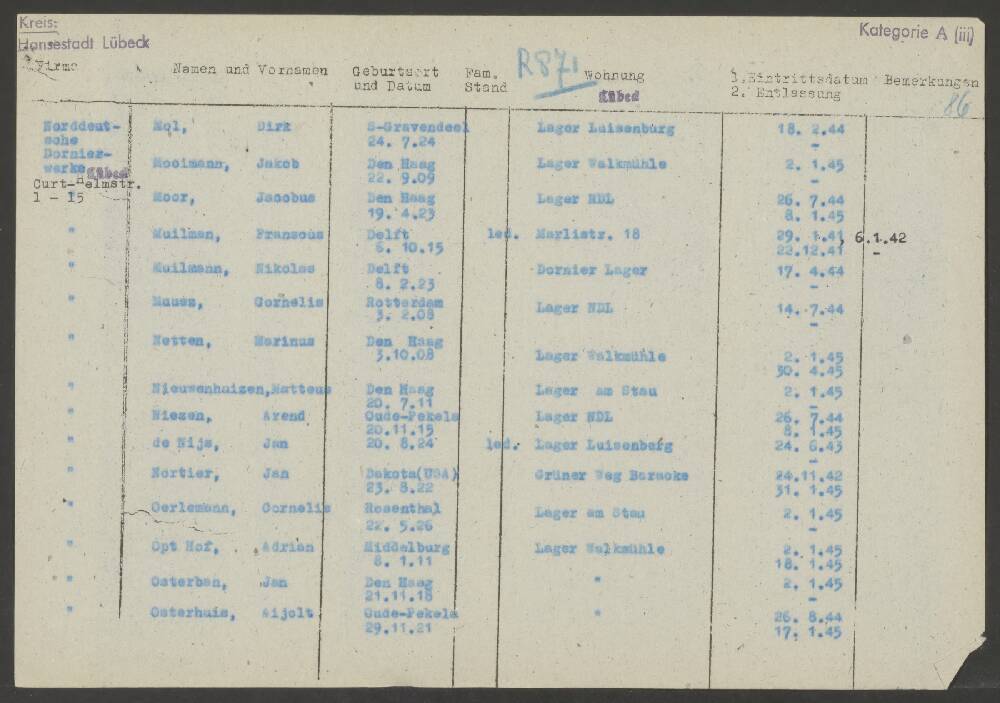 Kreis:
Hansestadt Lübeck
Kategorie A (iii)
R871
Firma Namen und Vornamen Geburtsort und Datum Fam. Stand Wohnung 1. Eintrittsdatum 2. Entlassung Bemerkungen
Lübeck
86
Norddeut- Mol, Dirk S-Gravendeel Lager Luisenburg 18. 2.44
sche 24. 7.24 -
Dornier-
werke Lübeck Mooimann, Jakob Den Haag Lager Walkmühle 2. 1.45
Curt-Helmstr. 22. 9.09 -
1 - 15 Moor, Jacobus Den Haag Lager NDL 26. 7.44
19. 4.23 8. 1.45
" Muilman, Fransous Delft led. Marlistr. 18 29. 1.41, 6.1.42
6. 10.15 22.12.41 -
" Muilmann, Nikolas Delft Dornier Lager 17. 4.44
8. 2.23 -
" Cornelis Rotterdam Lager NDL 14. 7.44
3. 2.08 -
" Netten, Marinus Den Haag
3.10.08 Lager Walkmühle 2. 1.45
30. 4.45
" Nieuwenhuizen, Matteus Den Haag Lager am Stau 2. 1.45
20. 7.11 -
" Niezen, Arend Oude-Pekela Lager NDL 26. 7.44
20.11.15 8. 1.45
" de Nijs, Jan 20. 8.24 led. Lager Luisenberg 24. 6.43
-
" Nortier, Jan Dakota(USA) Grüner Weg Baracke 24.11.42
23. 8.22 31. 1.45
" Oerlemann, Cornelis Rosenthal Lager am Stau 2. 1.45
22. 5.26 -
" Opt Hof, Adrian Middelburg Lager Walkmühle 2. 1.45
8. 1.11 18. 1.45
" Osterban, Jan Den Haag " 2. 1.45
21.11.18 -
" Osterhuis, Aijolt Oude-Pekela " 26. 8.44
29.11.21 17. 1.45